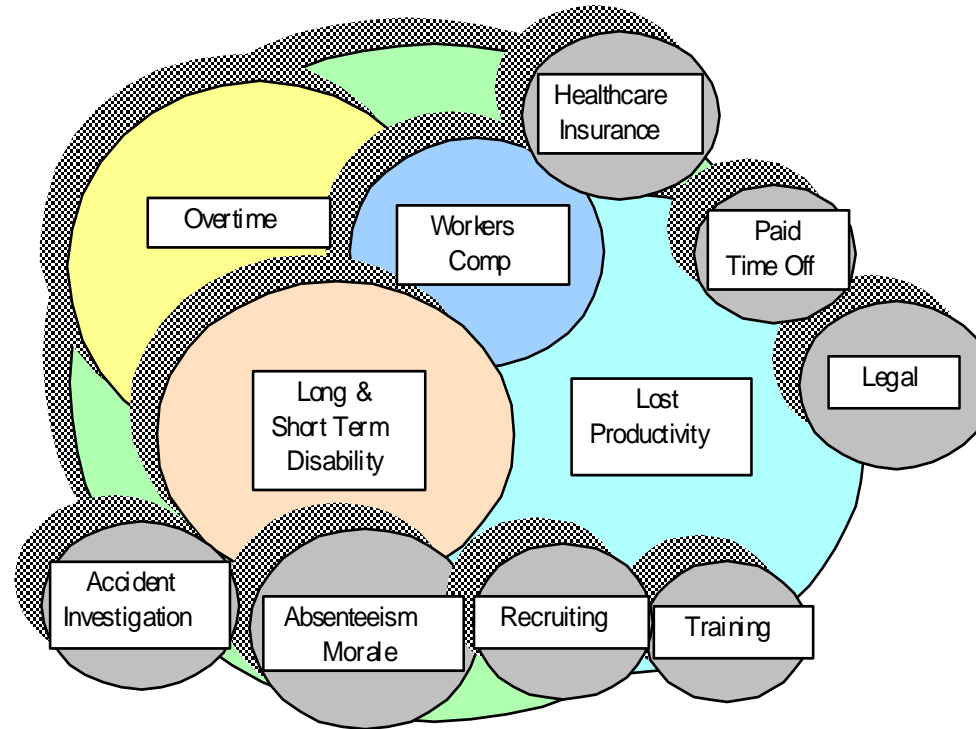 Healthcare
Insurance
Overtime
Workers
Comp
Paid
Time Off
Long &
Short Term
Disability
Lost
Productivity
Legal
Accident
Investigation
Absenteeism
Morale
Recruiting
Training